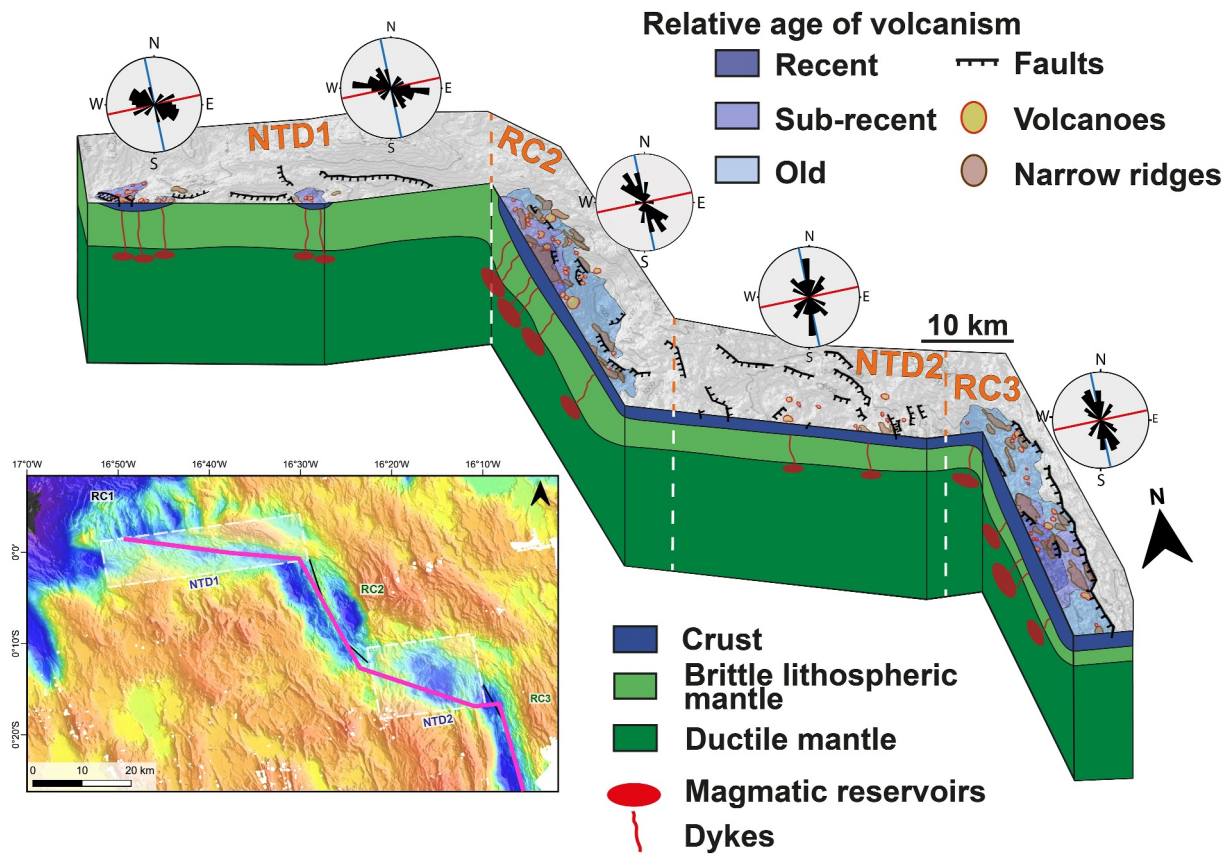 Relative age of volcanism
Recent
Sub-recent
Old
Faults
Volcanoes
Narrow ridges
N
W
E
S
N
W
E
S
N
W
E
S
N
W
E
S
N
W
E
S
NTD1
RC2
NTD2
RC3
10 km
N
17°0'W
16°50'W
16°40'W
16°30'W
16°20'W
16°10'W
0°0'
0°10'S
0°20'S
RC1
NTD1
RC2
NTD2
RC3
0 10 20 km
Crust
Brittle lithospheric
mantle
Ductile mantle
Magmatic reservoirs
Dykes